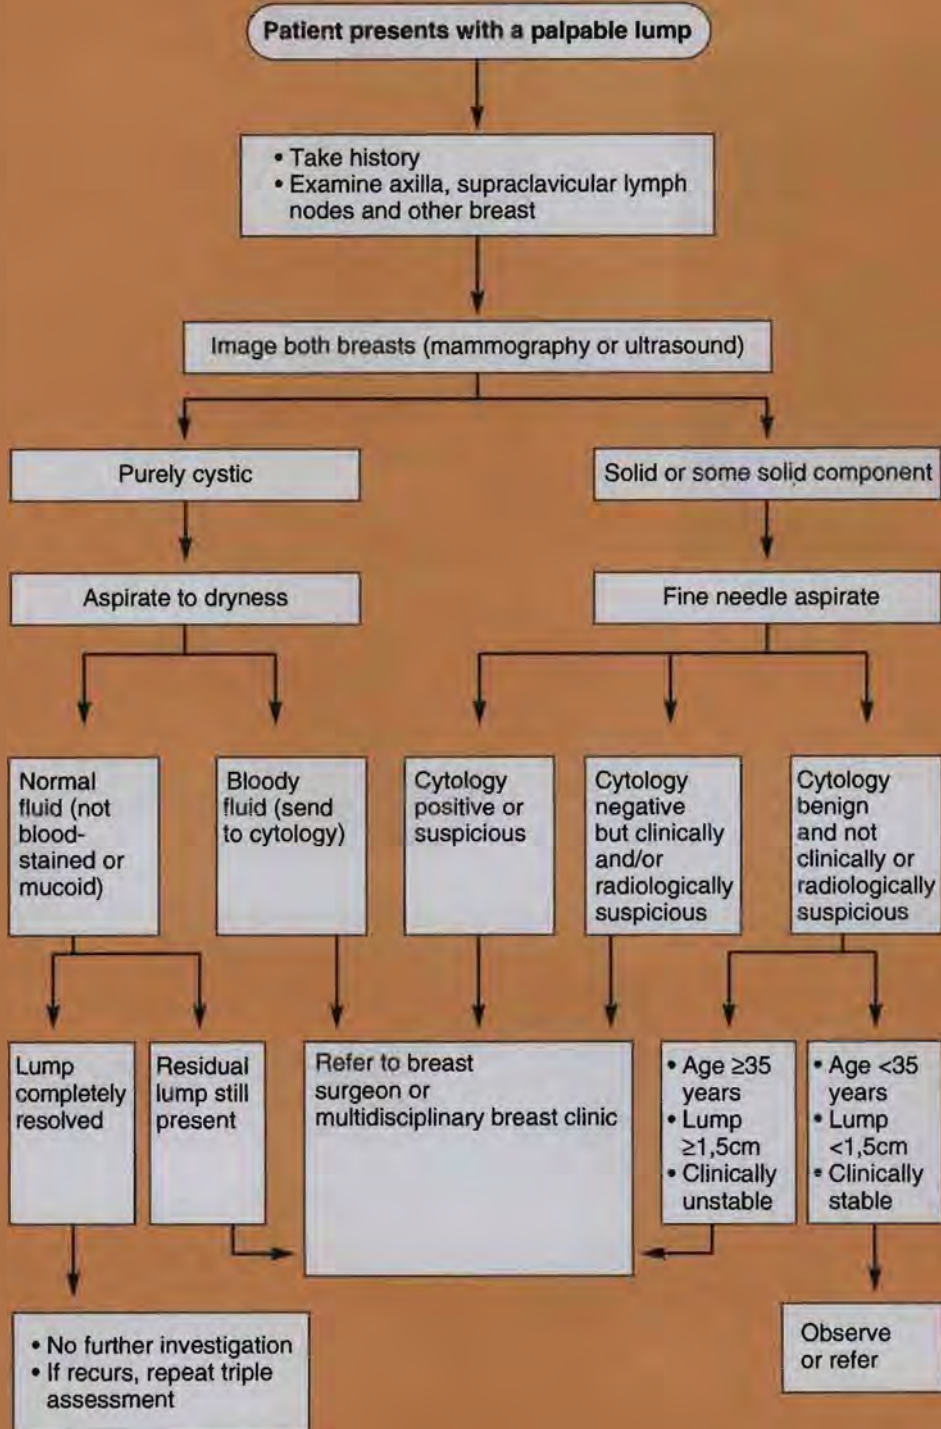 Patient presents with a palpable lump
• Take history
• Examine axilla, supraclavicular lymph
nodes and other breast
Image both breasts (mammography or ultrasound)
Purely cystic
Solid or some solid component
Aspirate to dryness
Fine needle aspirate
Normal
fluid (not
blood-
stained or
mucoid)
Bloody
fluid (send
to cytology)
Cytology
positive or
suspicious
Cytology
negative
but clinically
and/or
radiologically
suspicious
Cytology
benign
and not
clinically or
radiologically
suspicious
Lump
completely
resolved
Residual
lump still
present
Refer to breast
surgeon or
multidisciplinary breast clinic
• Age ≥35
years
• Lump
≥1,5cm
• Clinically
unstable
• Age <35
years
• Lump
<1,5cm
• Clinically
stable
• No further investigation
• If recurs, repeat triple
assessment
Observe
or refer